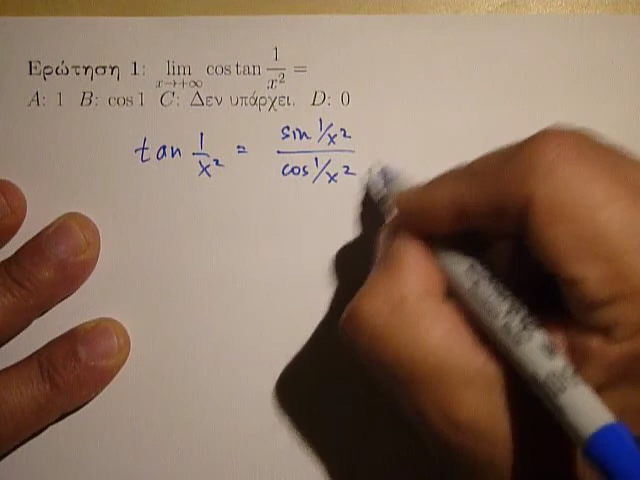 Ερώτηση 1: lim x→+∞ cos tan 1/x² =
A: 1 B: cos 1 C: Δεν υπάρχει. D: 0
tan 1/x² = sin 1/x² / cos 1/x²